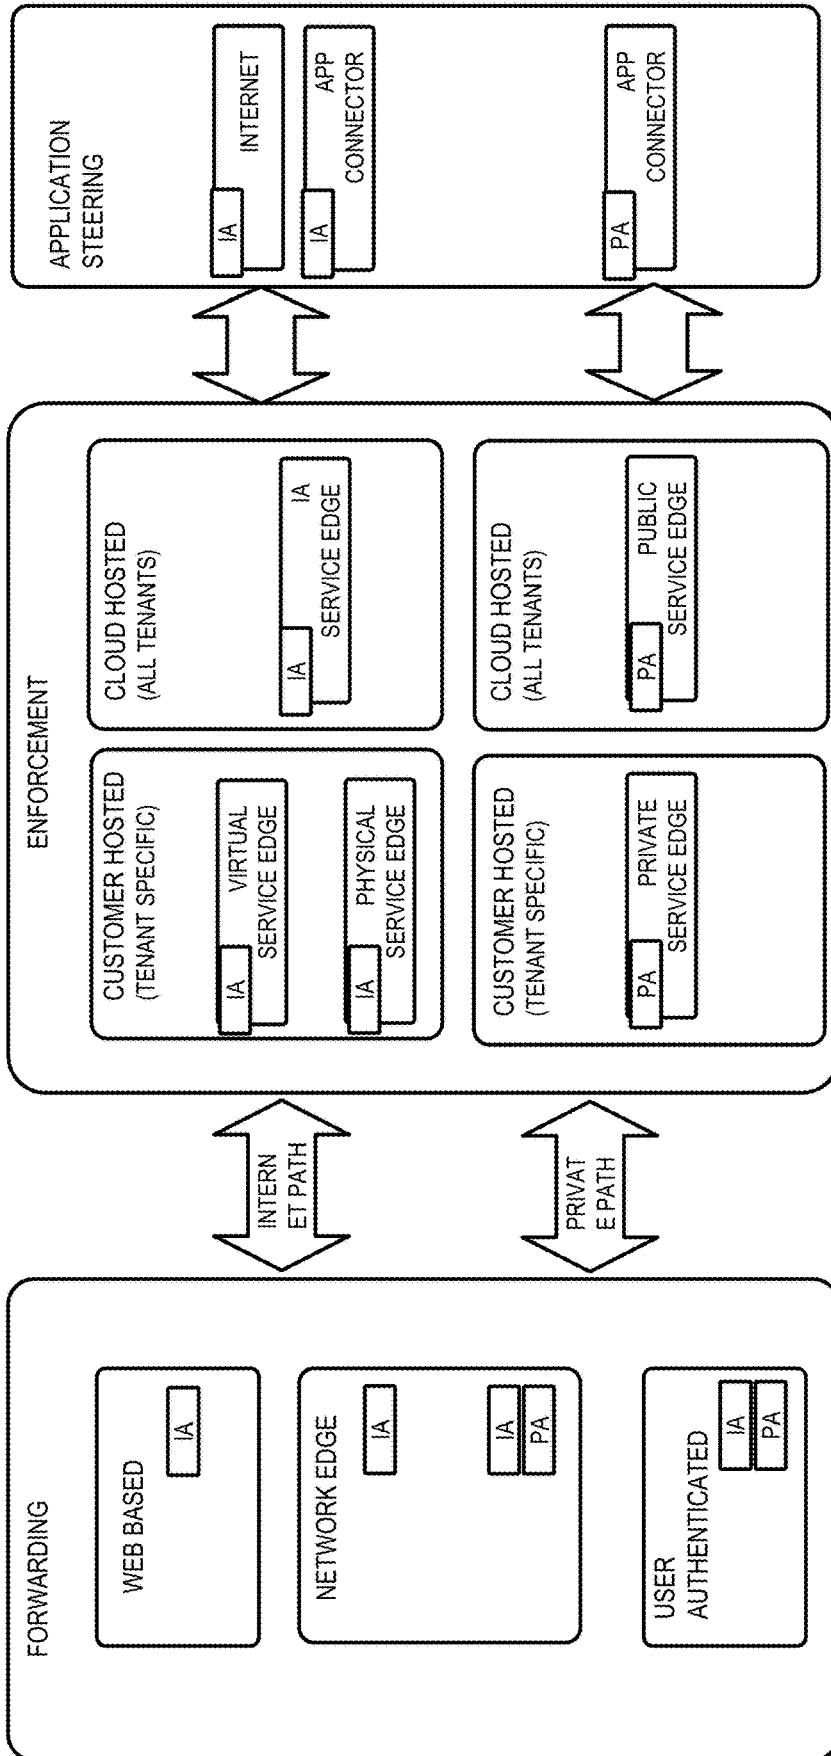 FORWARDING
WEB BASED
IA
NETWORK EDGE
IA
IA
PA
USER
AUTHENTICATED
IA
PA
INTERN
ET PATH
PRIVAT
E PATH
ENFORCEMENT
CUSTOMER HOSTED
(TENANT SPECIFIC)
IA
VIRTUAL
SERVICE EDGE
IA
PHYSICAL
SERVICE EDGE
CLOUD HOSTED
(ALL TENANTS)
IA
IA
SERVICE EDGE
CUSTOMER HOSTED
(TENANT SPECIFIC)
PA
PRIVATE
SERVICE EDGE
CLOUD HOSTED
(ALL TENANTS)
PA
PUBLIC
SERVICE EDGE
APPLICATION
STEERING
IA
INTERNET
IA
APP
CONNECTOR
PA
APP
CONNECTOR